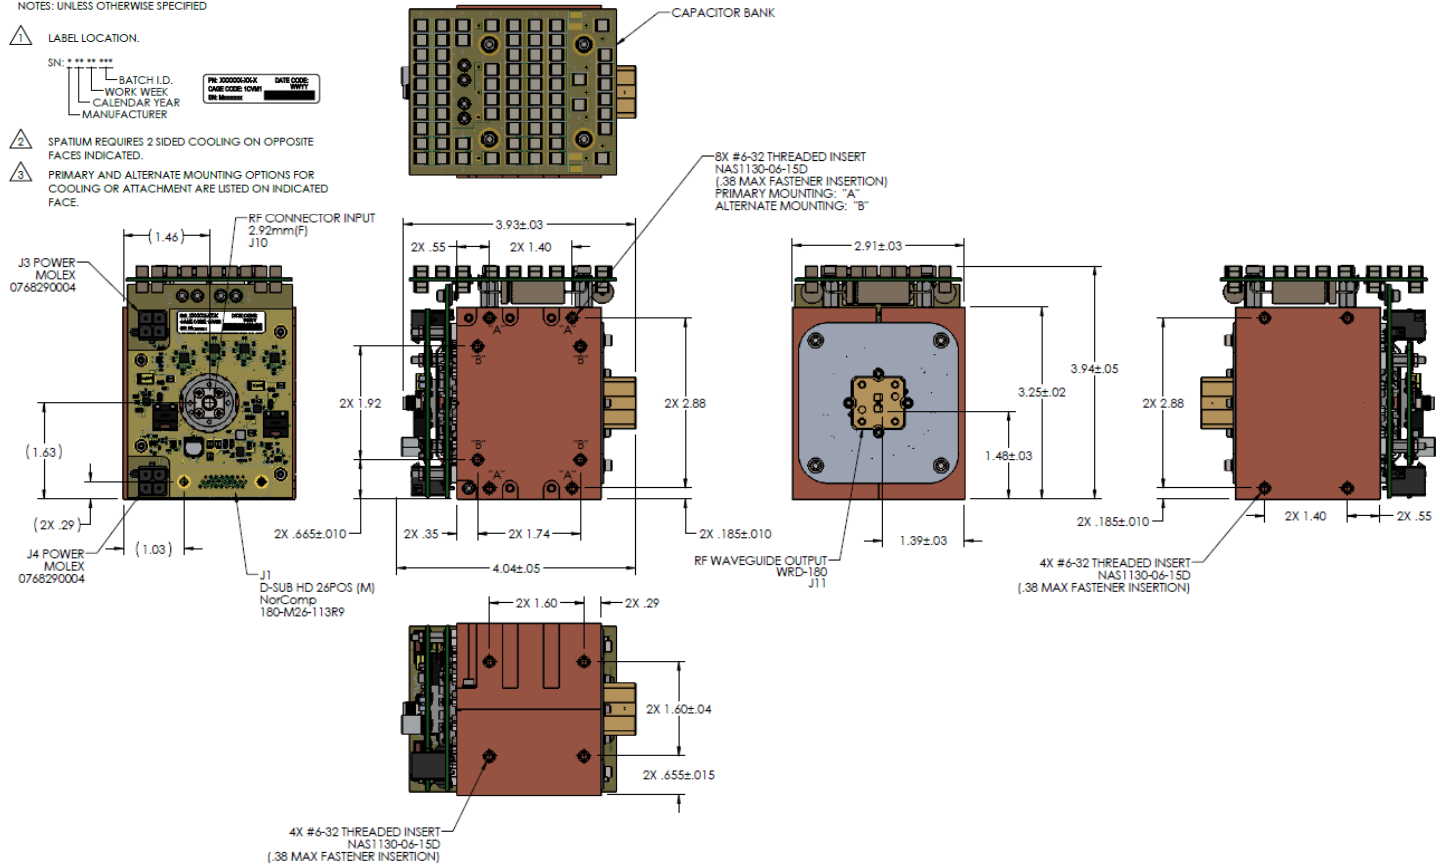 NOTES: UNLESS OTHERWISE SPECIFIED
1 LABEL LOCATION.
SN: * ** ** ***
BATCH I.D.
WORK WEEK
CALENDAR YEAR
MANUFACTURER
PN: XXXXXX-XX-X DATE CODE:
CAGE CODE: 1CVM1 WWYY
SN: Mxxxxxxx
2 SPATIUM REQUIRES 2 SIDED COOLING ON OPPOSITE
FACES INDICATED.
3 PRIMARY AND ALTERNATE MOUNTING OPTIONS FOR
COOLING OR ATTACHMENT ARE LISTED ON INDICATED
FACE.
CAPACITOR BANK
8X #6-32 THREADED INSERT
NAS1130-06-15D
(.38 MAX FASTENER INSERTION)
PRIMARY MOUNTING: "A"
ALTERNATE MOUNTING: "B"
RF CONNECTOR INPUT
2.92mm(F)
J10
(1.46)
J3 POWER
MOLEX
0768290004
(1.63)
(2X .29)
(1.03)
J4 POWER
MOLEX
0768290004
J1
D-SUB HD 26POS (M)
NorComp
180-M26-113R9
3.93±.03
2X .55
2X 1.40
"A"
"A"
"B"
"B"
2X 1.92
2X 2.88
"B"
"B"
"A"
"A"
2X .665±.010
2X .35
2X 1.74
2X .185±.010
4.04±.05
2.91±.03
3.94±.05
3.25±.02
1.48±.03
1.39±.03
RF WAVEGUIDE OUTPUT
WRD-180
J11
2X 2.88
2X .185±.010
2X 1.40
2X .55
4X #6-32 THREADED INSERT
NAS1130-06-15D
(.38 MAX FASTENER INSERTION)
2X 1.60
2X .29
2X 1.60±.04
2X .655±.015
4X #6-32 THREADED INSERT
NAS1130-06-15D
(.38 MAX FASTENER INSERTION)